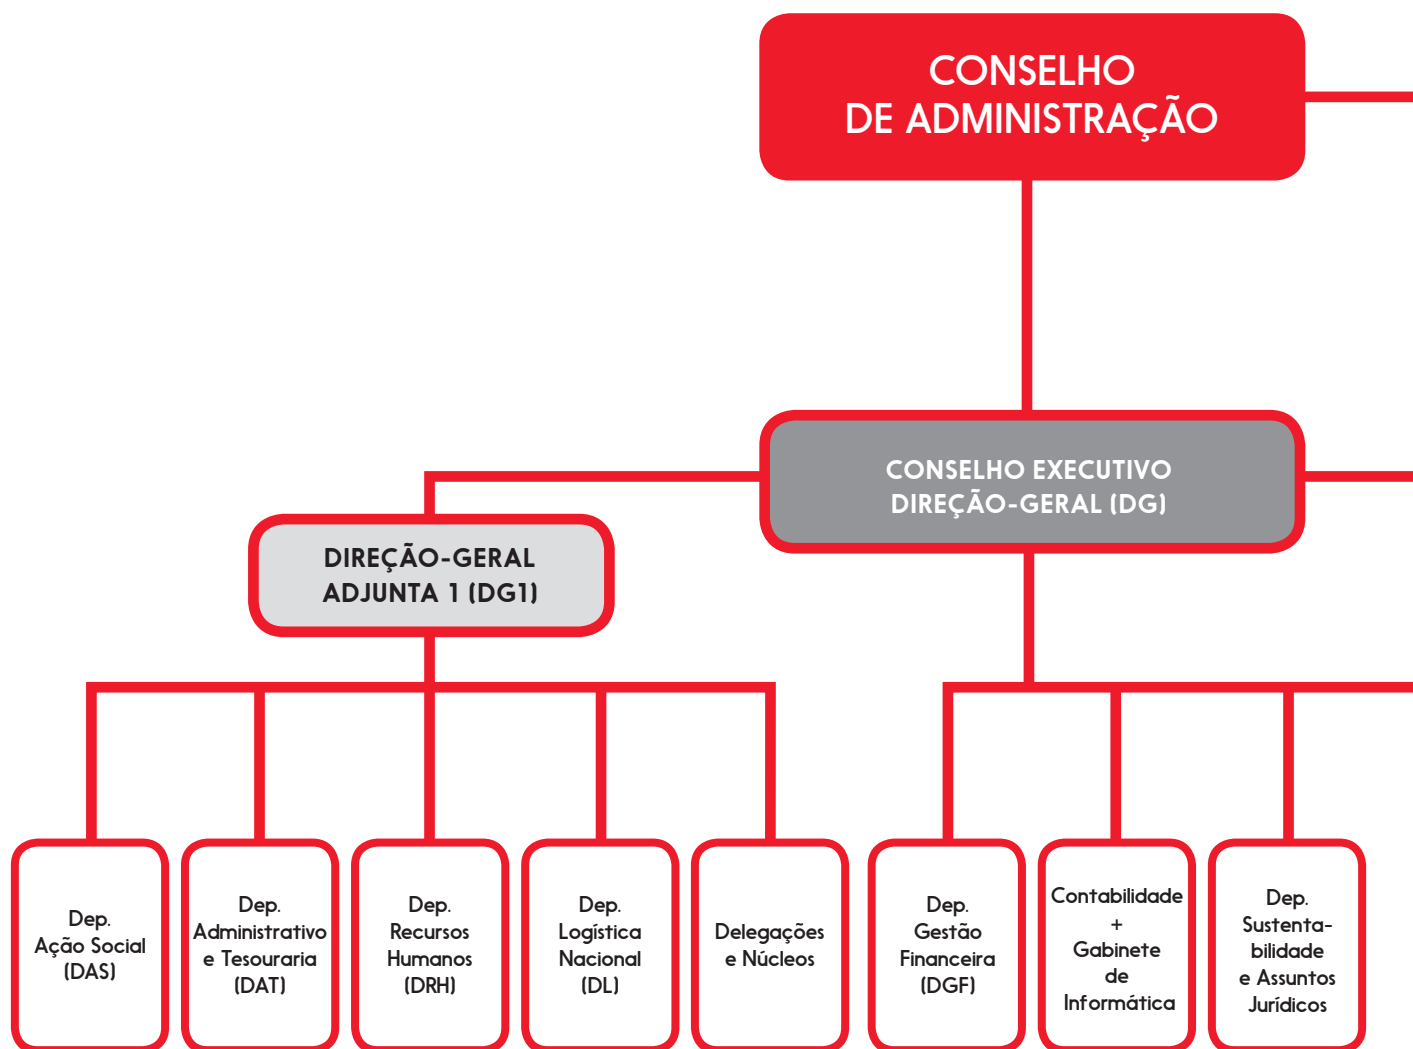 CONSELHO
DE ADMINISTRAÇÃO
CONSELHO EXECUTIVO
DIREÇÃO-GERAL (DG)
DIREÇÃO-GERAL
ADJUNTA 1 (DG1)
Dep.
Ação Social
(DAS)
Dep.
Administrativo
e Tesouraria
(DAT)
Dep.
Recursos
Humanos
(DRH)
Dep.
Logística
Nacional
(DL)
Delegações
e Núcleos
Dep.
Gestão
Financeira
(DGF)
Contabilidade
+
Gabinete
de
Informática
Dep.
Sustenta-
bilidade
e Assuntos
Jurídicos